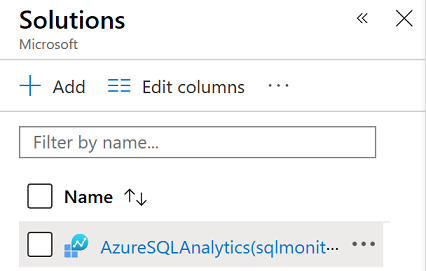 Solutions
Microsoft
Add Edit columns ...
Filter by name...
Name
AzureSQLAnalytics(sqlmonit... ...